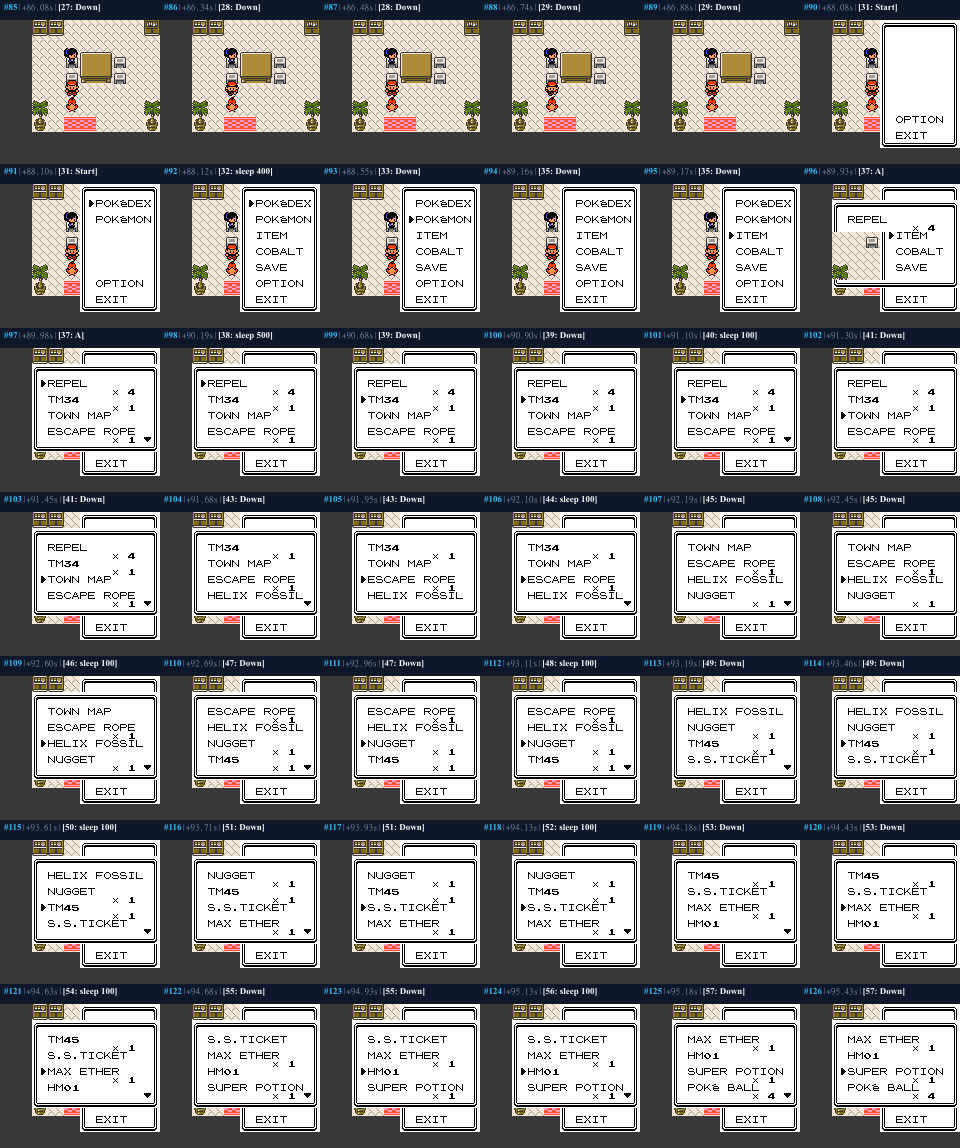 #85|+86.08s| [27: Down]
#86|+86.34s| [28: Down]
#87|+86.48s| [28: Down]
#88|+86.74s| [29: Down]
#89|+86.88s| [29: Down]
#90|+88.08s| [31: Start]
OPTION
EXIT
#91|+88.10s| [31: Start]
▶POKéDEX
POKéMON
OPTION
EXIT
#92|+88.12s| [32: sleep 400]
▶POKéDEX
POKéMON
ITEM
COBALT
SAVE
OPTION
EXIT
#93|+88.55s| [33: Down]
POKéDEX
▶POKéMON
ITEM
COBALT
SAVE
OPTION
EXIT
#94|+89.16s| [35: Down]
POKéDEX
POKéMON
ITEM
COBALT
SAVE
OPTION
EXIT
#95|+89.17s| [35: Down]
POKéDEX
POKéMON
▶ITEM
COBALT
SAVE
OPTION
EXIT
#96|+89.93s| [37: A]
REPEL
× 4
▶ITEM
COBALT
SAVE
EXIT
#97|+89.98s| [37: A]
▶REPEL
× 4
TM34
× 1
TOWN MAP
ESCAPE ROPE
× 1 ▼
EXIT
#98|+90.19s| [38: sleep 500]
▶REPEL
× 4
TM34
× 1
TOWN MAP
ESCAPE ROPE
× 1 ▼
EXIT
#99|+90.68s| [39: Down]
REPEL
× 4
▶TM34
× 1
TOWN MAP
ESCAPE ROPE
× 1
EXIT
#100|+90.90s| [39: Down]
REPEL
× 4
▶TM34
× 1
TOWN MAP
ESCAPE ROPE
× 1
EXIT
#101|+91.10s| [40: sleep 100]
REPEL
× 4
▶TM34
× 1
TOWN MAP
ESCAPE ROPE
× 1 ▼
EXIT
#102|+91.30s| [41: Down]
REPEL
× 4
TM34
× 1
▶TOWN MAP
ESCAPE ROPE
× 1
EXIT
#103|+91.45s| [41: Down]
REPEL
× 4
TM34
× 1
▶TOWN MAP
ESCAPE ROPE
× 1 ▼
EXIT
#104|+91.68s| [43: Down]
TM34
× 1
TOWN MAP
ESCAPE ROPE
× 1
HELIX FOSSIL
▼
EXIT
#105|+91.95s| [43: Down]
TM34
× 1
TOWN MAP
▶ESCAPE ROPE
× 1
HELIX FOSSIL
EXIT
#106|+92.10s| [44: sleep 100]
TM34
× 1
TOWN MAP
▶ESCAPE ROPE
× 1
HELIX FOSSIL
▼
EXIT
#107|+92.19s| [45: Down]
TOWN MAP
ESCAPE ROPE
× 1
HELIX FOSSIL
NUGGET
× 1 ▼
EXIT
#108|+92.45s| [45: Down]
TOWN MAP
ESCAPE ROPE
× 1
▶HELIX FOSSIL
NUGGET
× 1
EXIT
#109|+92.60s| [46: sleep 100]
TOWN MAP
ESCAPE ROPE
× 1
▶HELIX FOSSIL
NUGGET
× 1 ▼
EXIT
#110|+92.69s| [47: Down]
ESCAPE ROPE
× 1
HELIX FOSSIL
NUGGET
× 1
TM45
× 1 ▼
EXIT
#111|+92.96s| [47: Down]
ESCAPE ROPE
× 1
HELIX FOSSIL
▶NUGGET
× 1
TM45
× 1
EXIT
#112|+93.11s| [48: sleep 100]
ESCAPE ROPE
× 1
HELIX FOSSIL
▶NUGGET
× 1
TM45
× 1 ▼
EXIT
#113|+93.19s| [49: Down]
HELIX FOSSIL
NUGGET
× 1
TM45
× 1
S.S.TICKET
▼
EXIT
#114|+93.46s| [49: Down]
HELIX FOSSIL
NUGGET
× 1
▶TM45
× 1
S.S.TICKET
EXIT
#115|+93.61s| [50: sleep 100]
HELIX FOSSIL
NUGGET
× 1
▶TM45
× 1
S.S.TICKET
▼
EXIT
#116|+93.71s| [51: Down]
NUGGET
× 1
TM45
× 1
S.S.TICKET
MAX ETHER
× 1 ▼
EXIT
#117|+93.93s| [51: Down]
NUGGET
× 1
TM45
× 1
▶S.S.TICKET
MAX ETHER
× 1
EXIT
#118|+94.13s| [52: sleep 100]
NUGGET
× 1
TM45
× 1
▶S.S.TICKET
MAX ETHER
× 1 ▼
EXIT
#119|+94.18s| [53: Down]
TM45
× 1
S.S.TICKET
MAX ETHER
× 1
HM01
▼
EXIT
#120|+94.43s| [53: Down]
TM45
× 1
S.S.TICKET
▶MAX ETHER
× 1
HM01
EXIT
#121|+94.63s| [54: sleep 100]
TM45
× 1
S.S.TICKET
▶MAX ETHER
× 1
HM01
▼
EXIT
#122|+94.68s| [55: Down]
S.S.TICKET
MAX ETHER
× 1
HM01
SUPER POTION
× 1 ▼
EXIT
#123|+94.93s| [55: Down]
S.S.TICKET
MAX ETHER
× 1
▶HM01
SUPER POTION
× 1
EXIT
#124|+95.13s| [56: sleep 100]
S.S.TICKET
MAX ETHER
× 1
▶HM01
SUPER POTION
× 1 ▼
EXIT
#125|+95.18s| [57: Down]
MAX ETHER
× 1
HM01
SUPER POTION
× 1
POKé BALL
× 4 ▼
EXIT
#126|+95.43s| [57: Down]
MAX ETHER
× 1
HM01
▶SUPER POTION
× 1
POKé BALL
× 4
EXIT